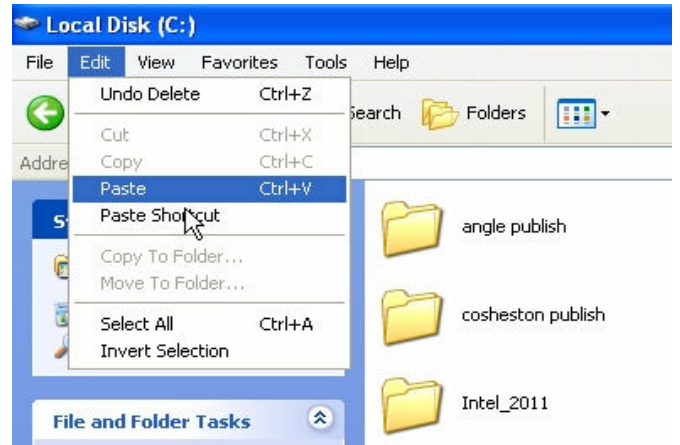 Local Disk (C:)
File Edit View Favorites Tools Help
Undo Delete Ctrl+Z
Cut Ctrl+X
Copy Ctrl+C
Paste Ctrl+V
Paste Shortcut
Copy To Folder...
Move To Folder...
Select All Ctrl+A
Invert Selection
Search Folders
Addre
S
angle publish
cosheston publish
Intel_2011
File and Folder Tasks